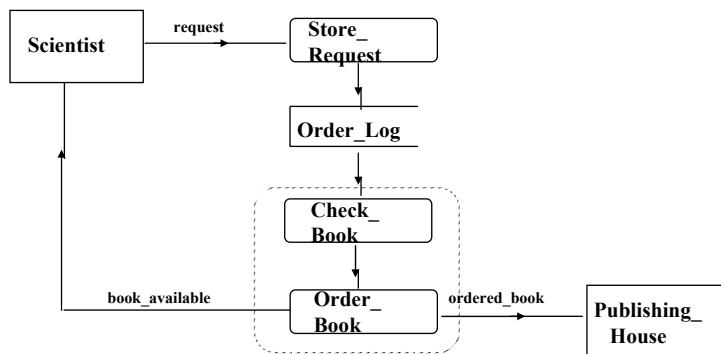 request
Scientist
Store_
Request
Order_Log
Check_
Book
book_available
Order_
Book
ordered_book
Publishing_
House